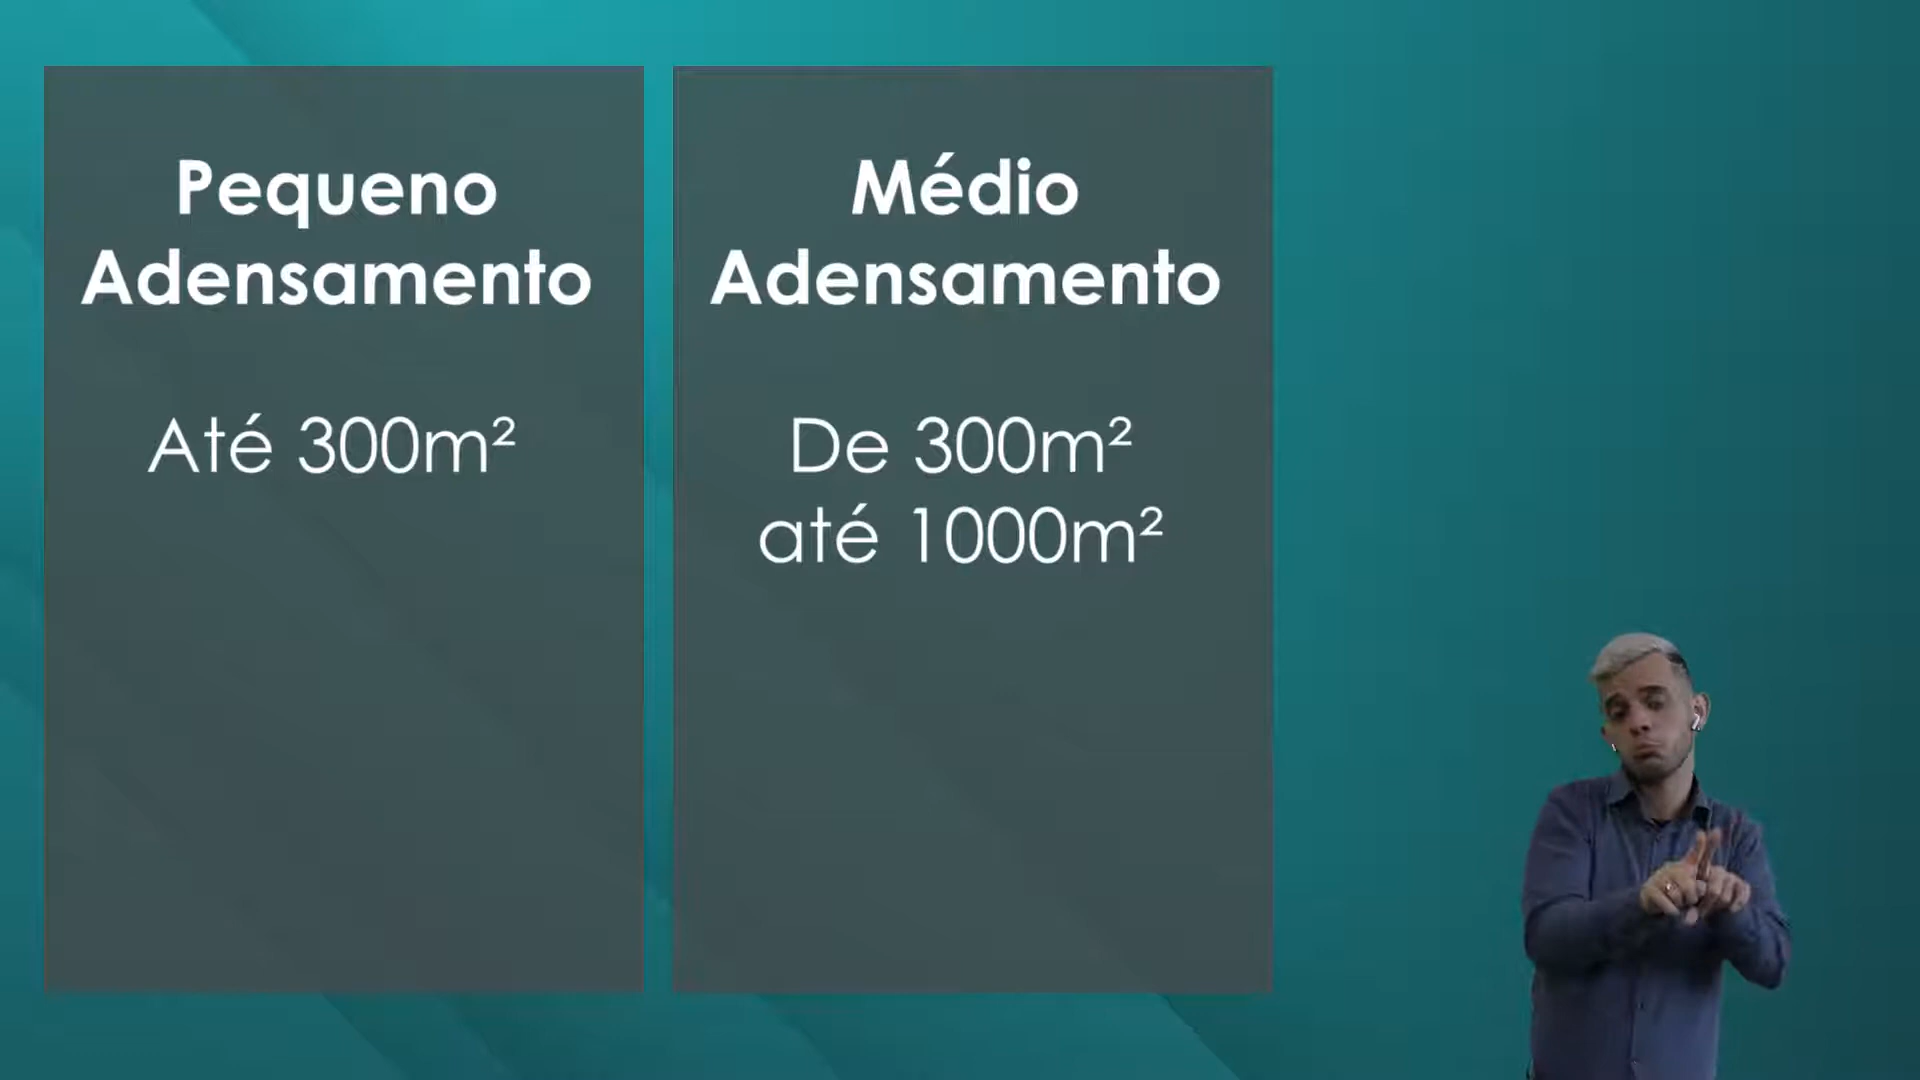 Pequeno
Adensamento
Até 300m²
Médio
Adensamento
De 300m²
até 1000m²